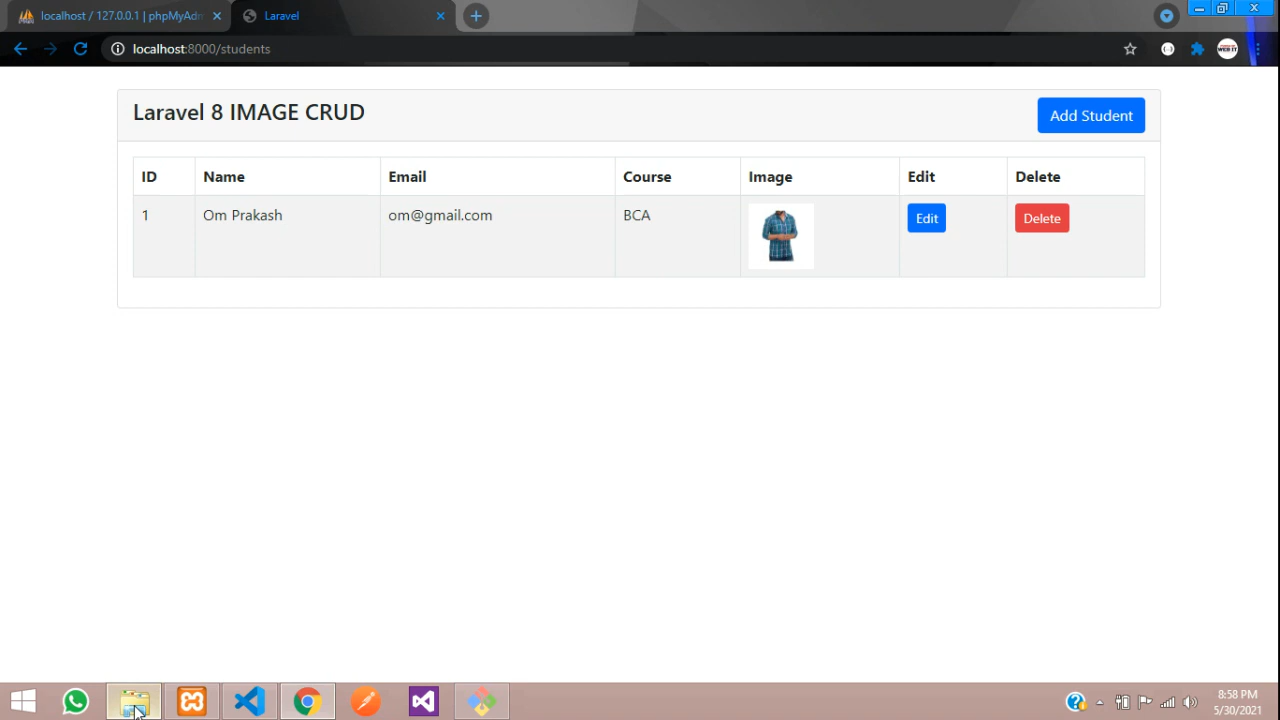 localhost / 127.0.0.1 | phpMyAdm
Laravel
localhost:8000/students
WEB IT
Laravel 8 IMAGE CRUD
Add Student
ID Name Email Course Image Edit Delete
1 Om Prakash om@gmail.com BCA Edit Delete
8:58 PM
5/30/2021